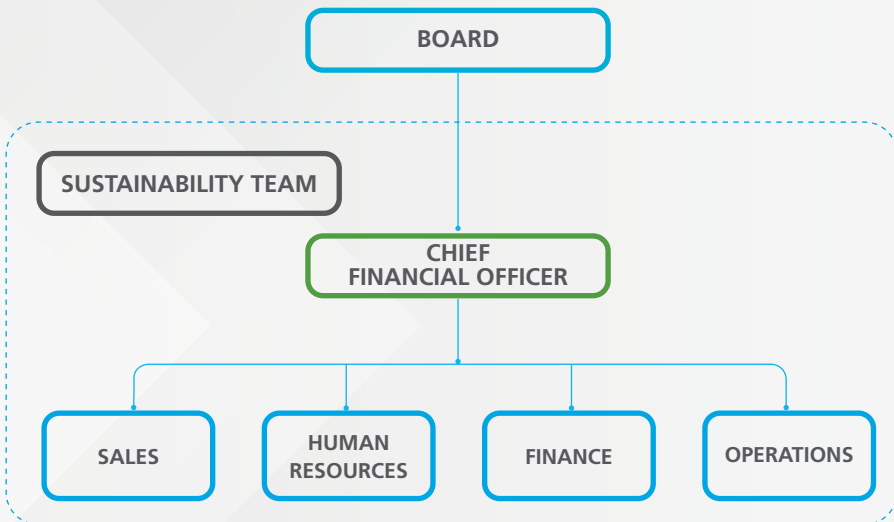 BOARD
SUSTAINABILITY TEAM
CHIEF
FINANCIAL OFFICER
SALES
HUMAN
RESOURCES
FINANCE
OPERATIONS